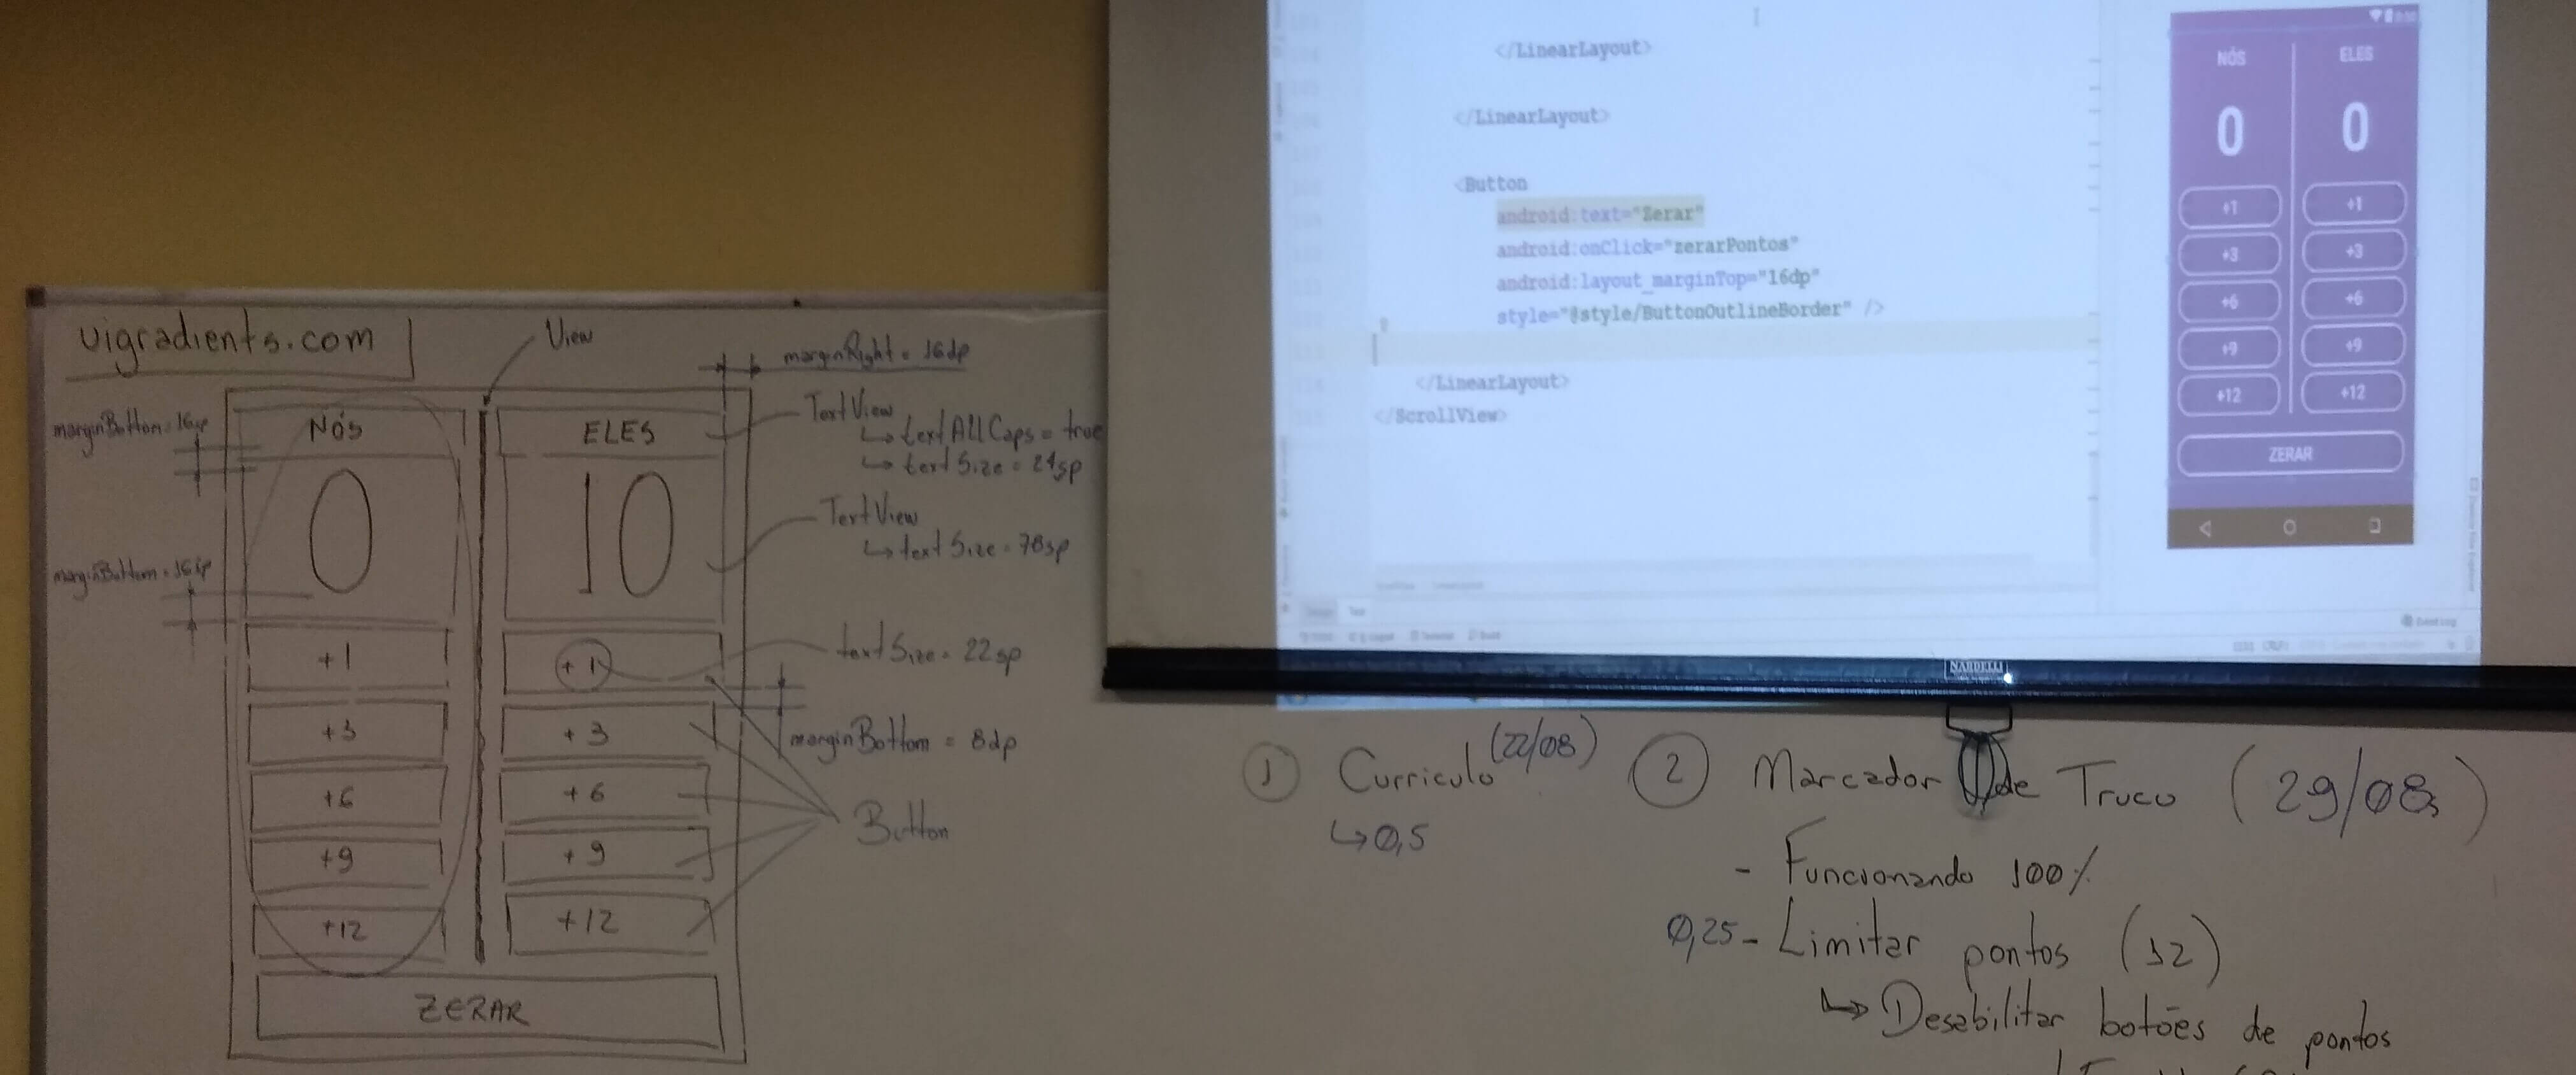 uigradients.com
View
marginRight = 16dp
marginBottom = 16dp
NÓS
ELES
TextView
↳ textAllCaps = true
↳ textSize = 24sp
0
10
TextView
↳ textSize = 78sp
marginBottom = 16dp
+1
+1
textSize = 22sp
+3
+3
marginBottom = 8dp
+6
+6
Button
+9
+9
+12
+12
ZERAR
</LinearLayout>
</LinearLayout>
<Button
android:text="Zerar"
android:onClick="zerarPontos"
android:layout_marginTop="16dp"
style="@style/ButtonOutlineBorder" />
</LinearLayout>
</ScrollView>
NÓS
ELES
0
0
+1
+1
+3
+3
+6
+6
+9
+9
+12
+12
ZERAR
Event Log
NARDELLI
1 Curriculo (22/08)
↳ 0,5
2 Marcador de Truco (29/08)
- Funcionando 100%
0,25 - Limitar pontos (12)
↳ Desabilitar botões de pontos